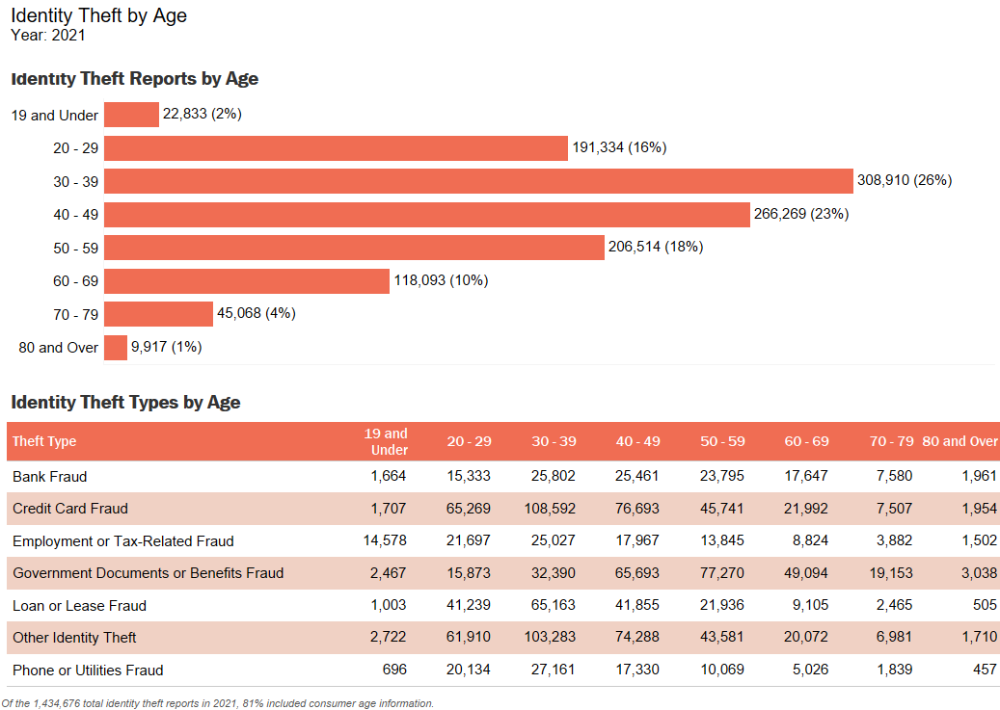 Identity Theft by Age
Year: 2021
Identity Theft Reports by Age
19 and Under 22,833 (2%)
20 - 29 191,334 (16%)
30 - 39 308,910 (26%)
40 - 49 266,269 (23%)
50 - 59 206,514 (18%)
60 - 69 118,093 (10%)
70 - 79 45,068 (4%)
80 and Over 9,917 (1%)
Identity Theft Types by Age
Theft Type 19 and Under 20 - 29 30 - 39 40 - 49 50 - 59 60 - 69 70 - 79 80 and Over
Bank Fraud 1,664 15,333 25,802 25,461 23,795 17,647 7,580 1,961
Credit Card Fraud 1,707 65,269 108,592 76,693 45,741 21,992 7,507 1,954
Employment or Tax-Related Fraud 14,578 21,697 25,027 17,967 13,845 8,824 3,882 1,502
Government Documents or Benefits Fraud 2,467 15,873 32,390 65,693 77,270 49,094 19,153 3,038
Loan or Lease Fraud 1,003 41,239 65,163 41,855 21,936 9,105 2,465 505
Other Identity Theft 2,722 61,910 103,283 74,288 43,581 20,072 6,981 1,710
Phone or Utilities Fraud 696 20,134 27,161 17,330 10,069 5,026 1,839 457
Of the 1,434,676 total identity theft reports in 2021, 81% included consumer age information.